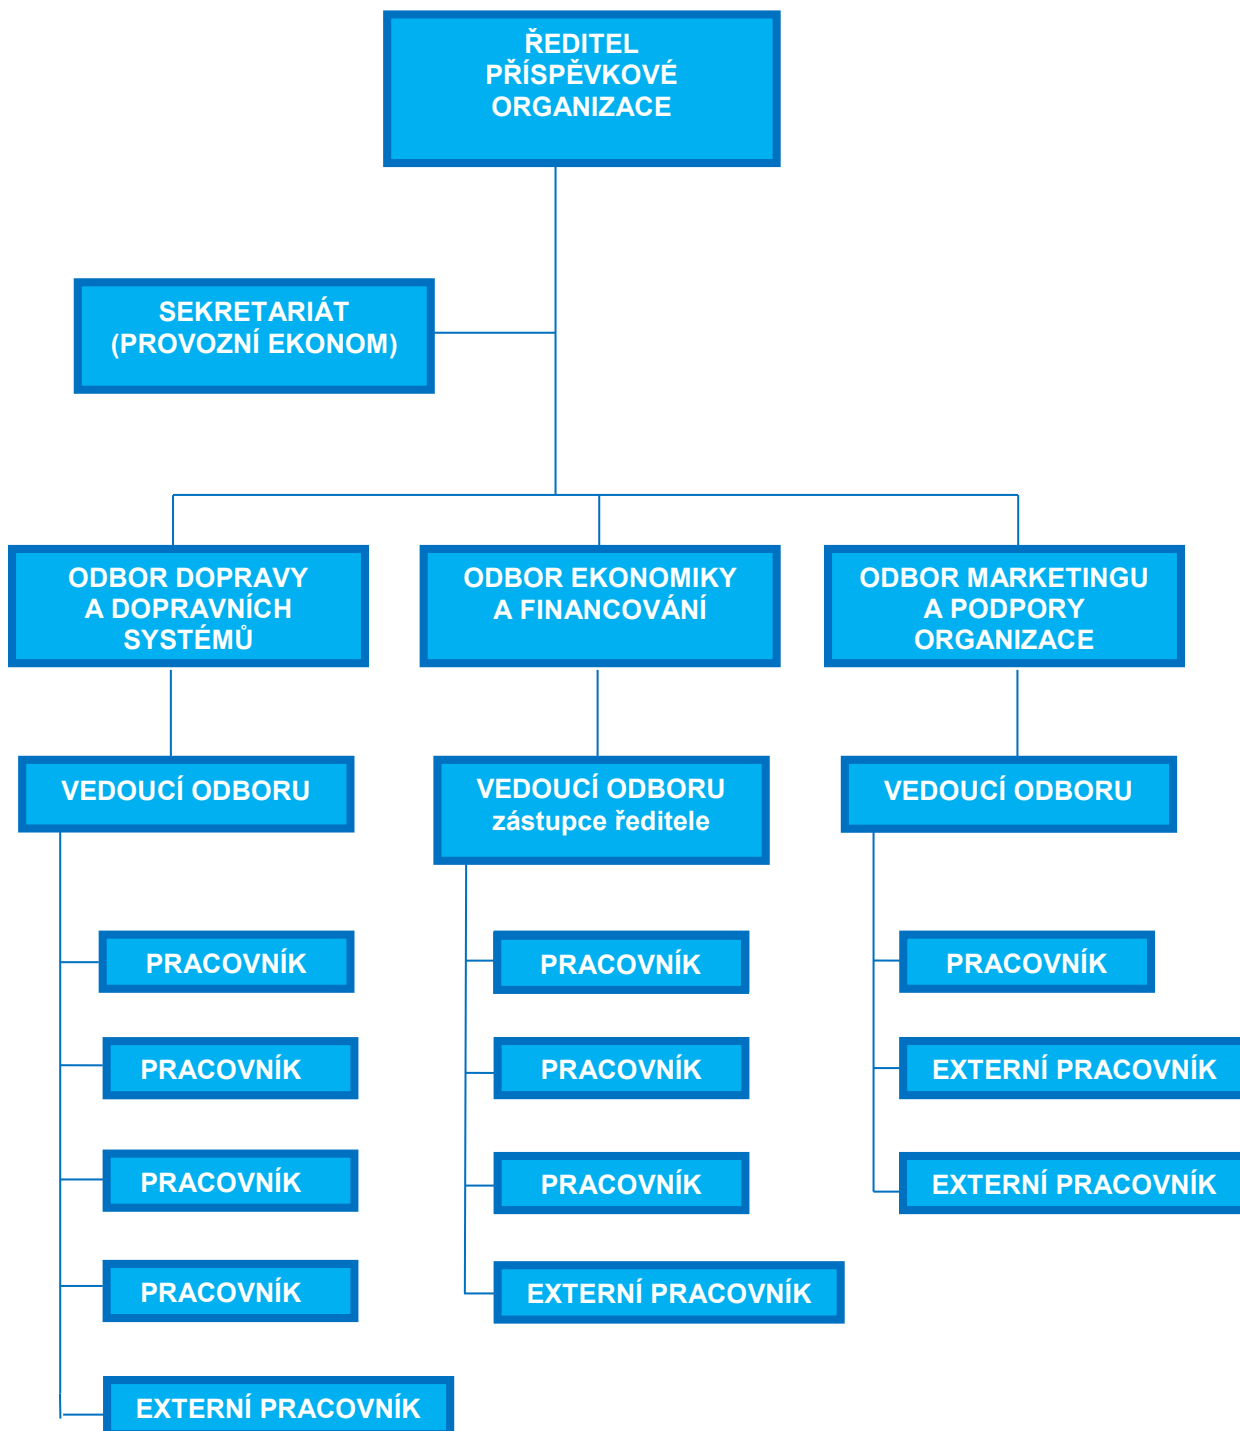 ŘEDITEL
PŘÍSPĚVKOVÉ
ORGANIZACE
SEKRETARIÁT
(PROVOZNÍ EKONOM)
ODBOR DOPRAVY
A DOPRAVNÍCH
SYSTÉMŮ
ODBOR EKONOMIKY
A FINANCOVÁNÍ
ODBOR MARKETINGU
A PODPORY
ORGANIZACE
VEDOUCÍ ODBORU
VEDOUCÍ ODBORU
zástupce ředitele
VEDOUCÍ ODBORU
PRACOVNÍK
PRACOVNÍK
PRACOVNÍK
PRACOVNÍK
PRACOVNÍK
EXTERNÍ PRACOVNÍK
PRACOVNÍK
PRACOVNÍK
EXTERNÍ PRACOVNÍK
PRACOVNÍK
EXTERNÍ PRACOVNÍK
EXTERNÍ PRACOVNÍK